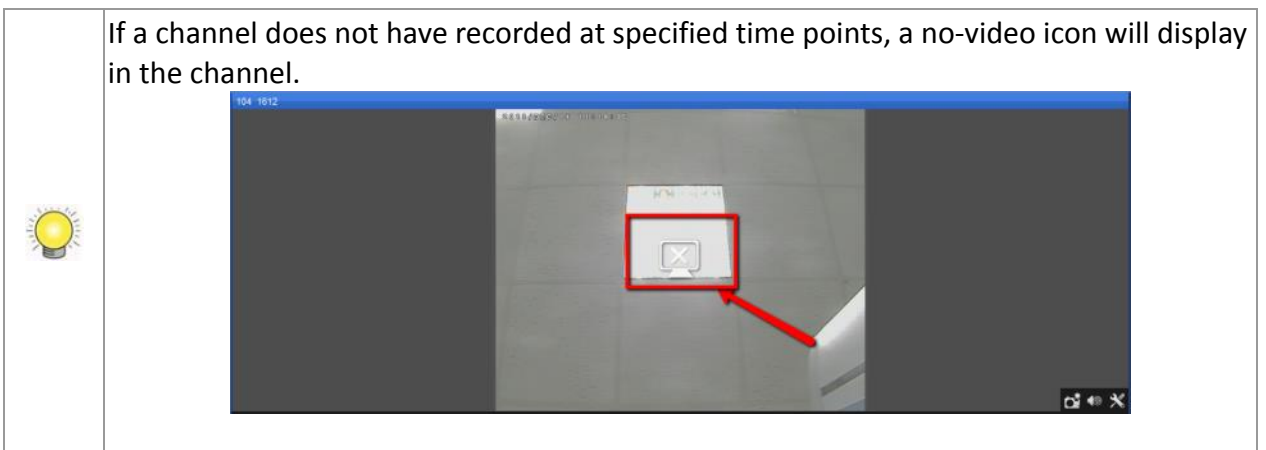 If a channel does not have recorded at specified time points, a no-video icon will display
in the channel.
104 1612